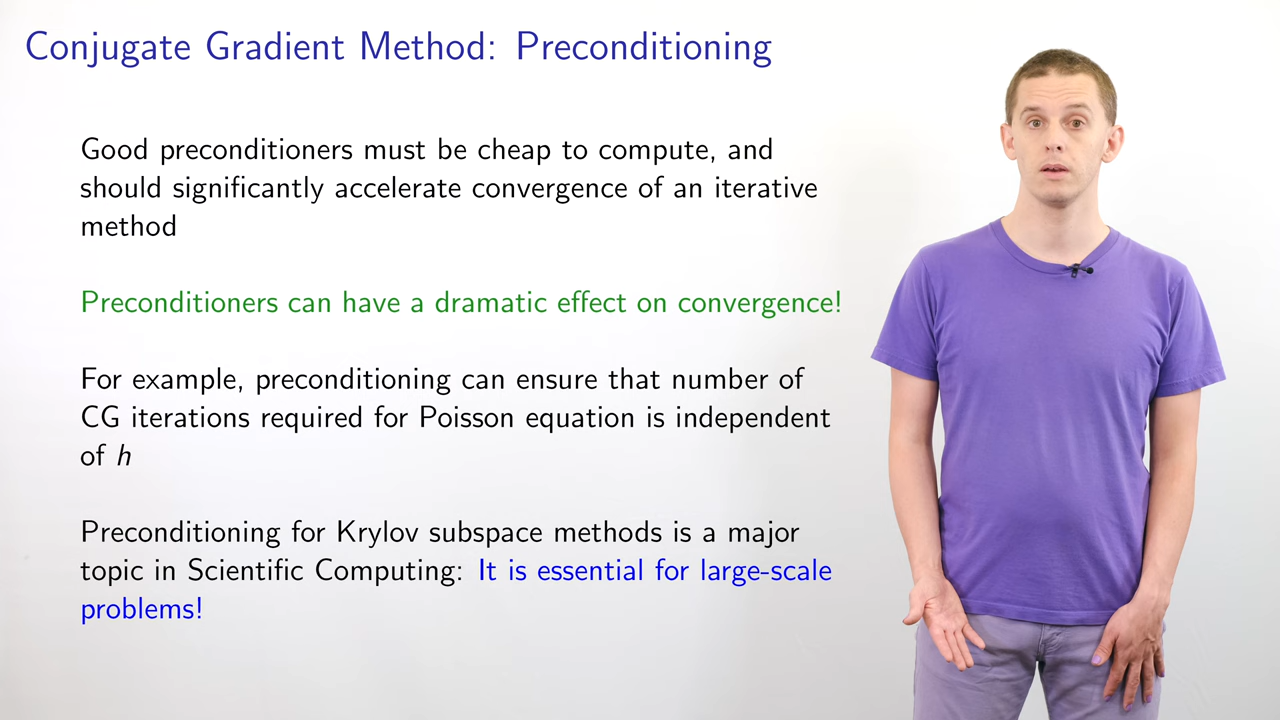 Conjugate Gradient Method: Preconditioning
Good preconditioners must be cheap to compute, and
should significantly accelerate convergence of an iterative
method
Preconditioners can have a dramatic effect on convergence!
For example, preconditioning can ensure that number of
CG iterations required for Poisson equation is independent
of h
Preconditioning for Krylov subspace methods is a major
topic in Scientific Computing: It is essential for large-scale
problems!